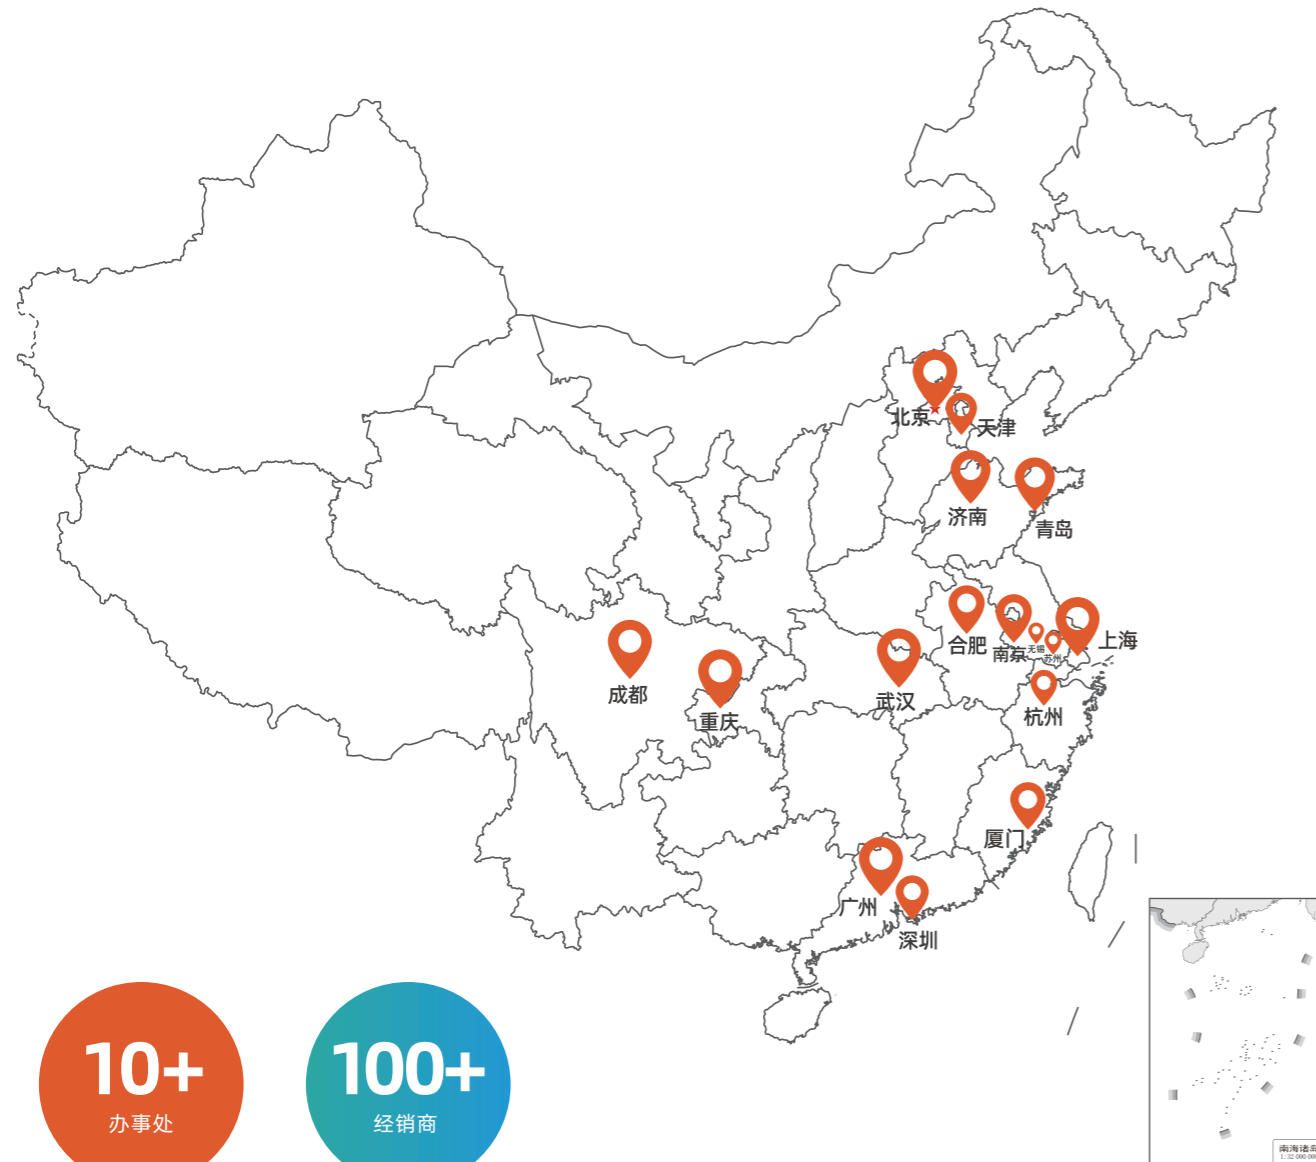 北京
天津
济南
青岛
合肥
南京
无锡
苏州
上海
成都
重庆
武汉
杭州
厦门
广州
深圳
10+
办事处
100+
经销商
南海诸岛